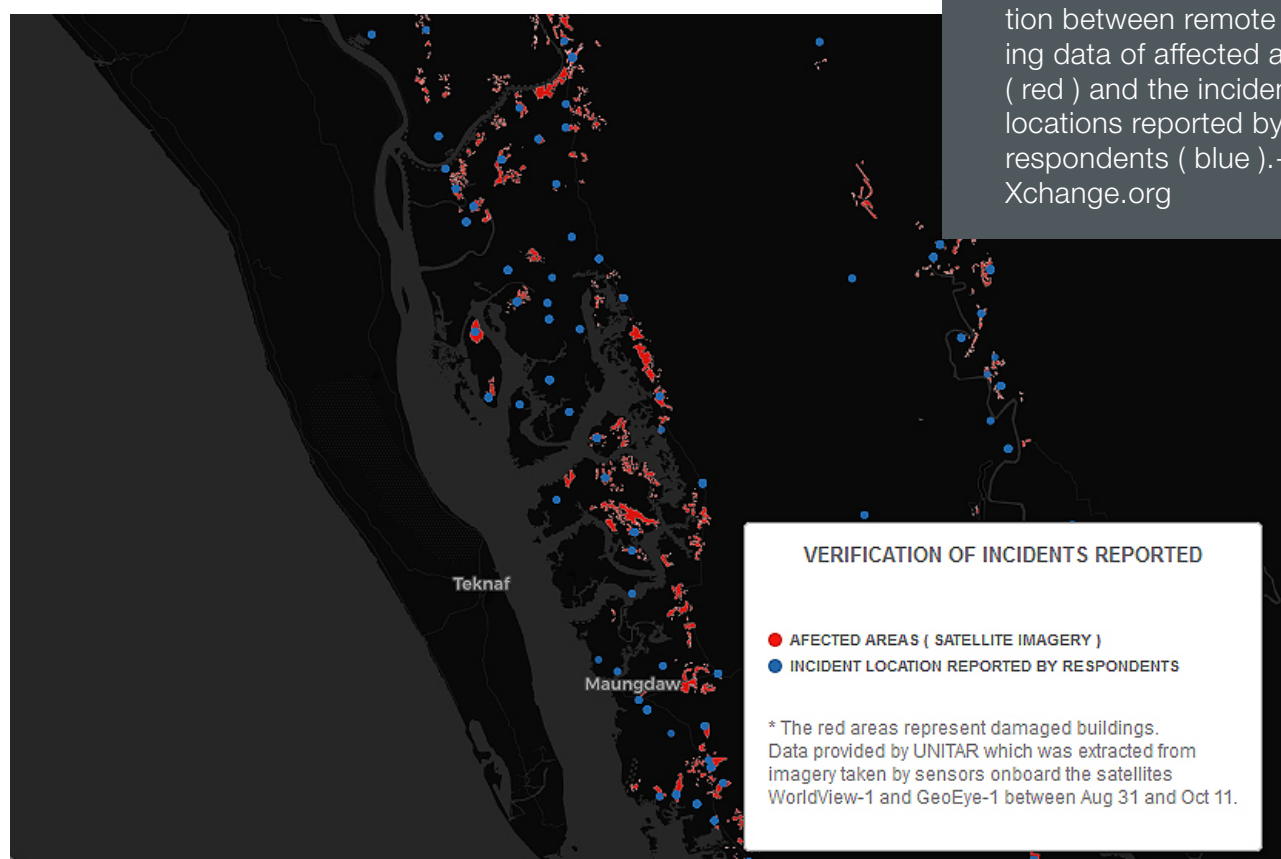 tion between remote
ing data of affected a
( red ) and the inciden
locations reported by
respondents ( blue ).-
Xchange.org
Teknaf
Maungdaw
VERIFICATION OF INCIDENTS REPORTED
AFECTED AREAS ( SATELLITE IMAGERY )
INCIDENT LOCATION REPORTED BY RESPONDENTS
* The red areas represent damaged buildings.
Data provided by UNITAR which was extracted from
imagery taken by sensors onboard the satellites
WorldView-1 and GeoEye-1 between Aug 31 and Oct 11.